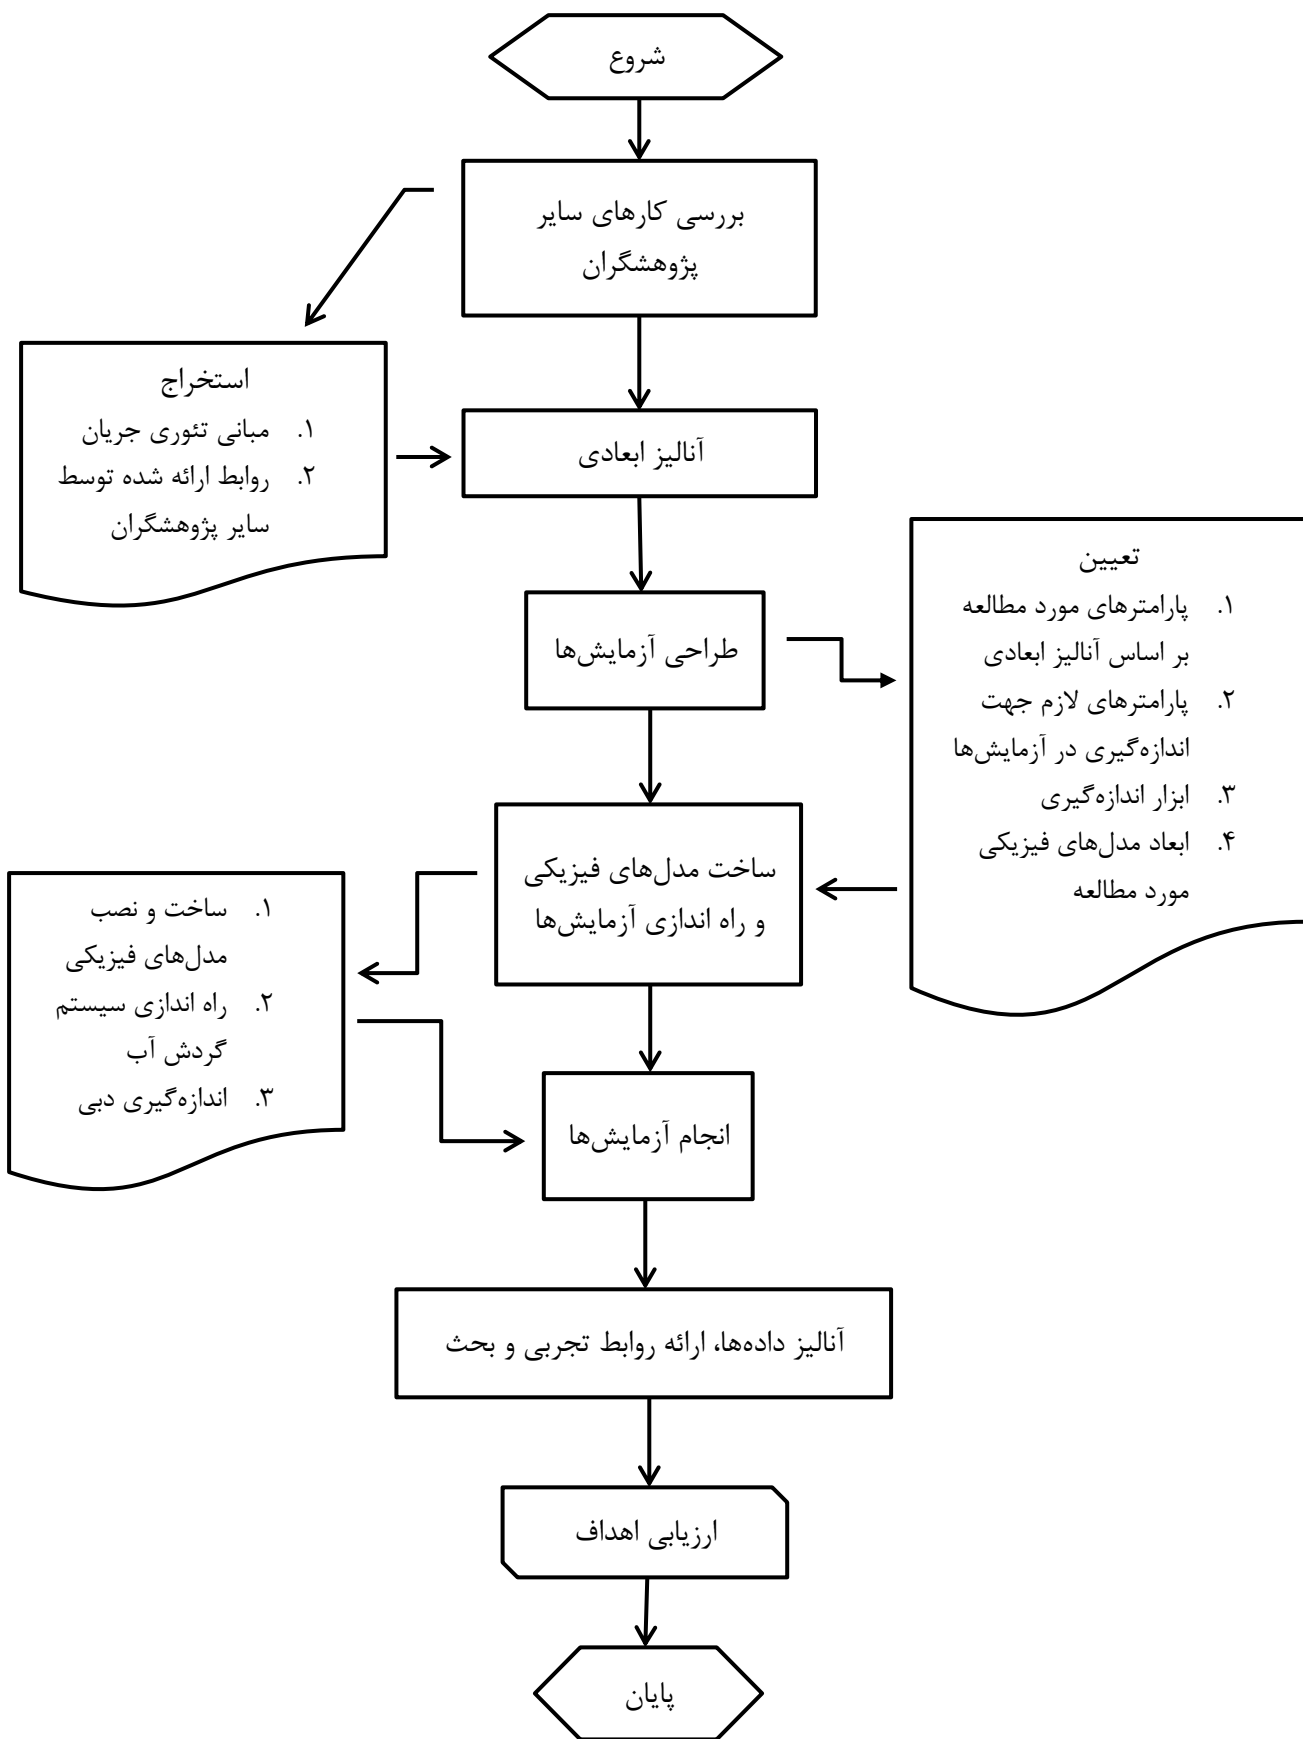 شروع
بررسی کارهای سایر
پژوهشگران
استخراج
۱. مبانی تئوری جریان
۲. روابط ارائه شده توسط
سایر پژوهشگران
آنالیز ابعادی
طراحی آزمایش‌ها
تعیین
۱. پارامترهای مورد مطالعه
بر اساس آنالیز ابعادی
۲. پارامترهای لازم جهت
اندازه‌گیری در آزمایش‌ها
۳. ابزار اندازه‌گیری
۴. ابعاد مدل‌های فیزیکی
مورد مطالعه
ساخت مدل‌های فیزیکی
و راه اندازی آزمایش‌ها
۱. ساخت و نصب
مدل‌های فیزیکی
۲. راه اندازی سیستم
گردش آب
۳. اندازه‌گیری دبی
انجام آزمایش‌ها
آنالیز داده‌ها، ارائه روابط تجربی و بحث
ارزیابی اهداف
پایان